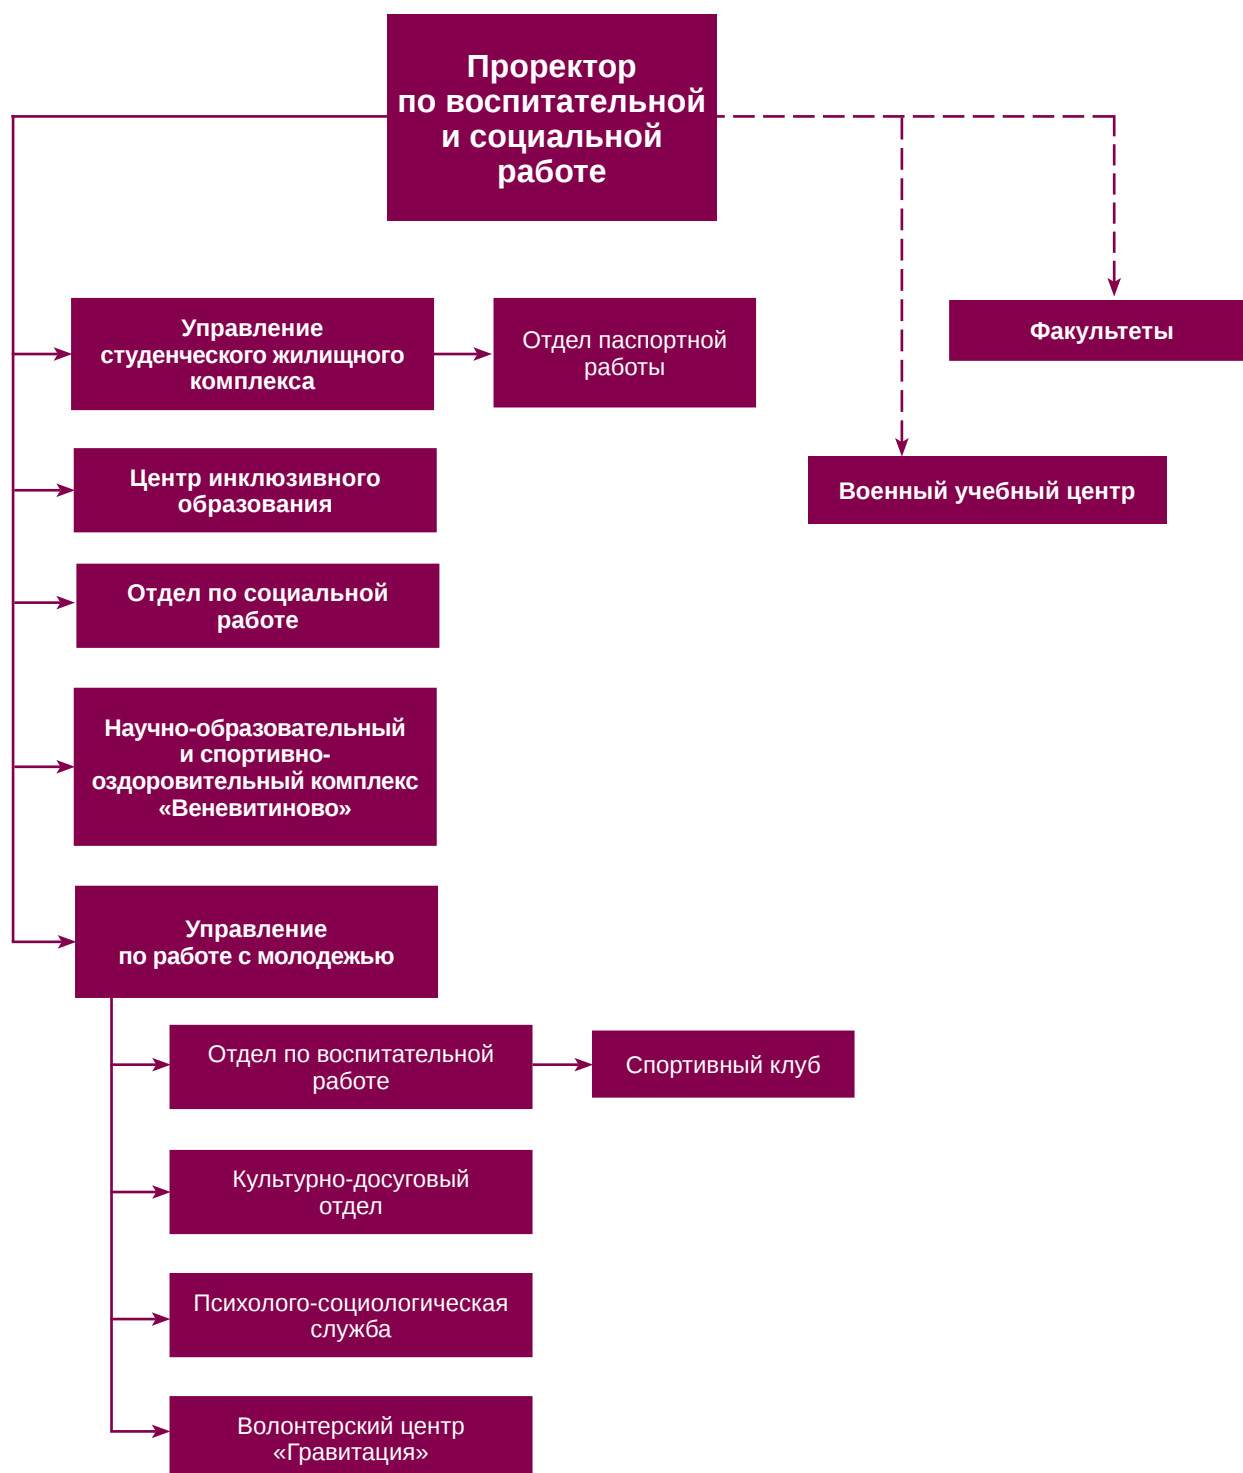 Проректор
по воспитательной
и социальной
работе
Управление
студенческого жилищного
комплекса
Отдел паспортной
работы
Факультеты
Центр инклюзивного
образования
Военный учебный центр
Отдел по социальной
работе
Научно-образовательный
и спортивно-
оздоровительный комплекс
«Веневитиново»
Управление
по работе с молодежью
Отдел по воспитательной
работе
Спортивный клуб
Культурно-досуговый
отдел
Психолого-социологическая
служба
Волонтерский центр
«Гравитация»